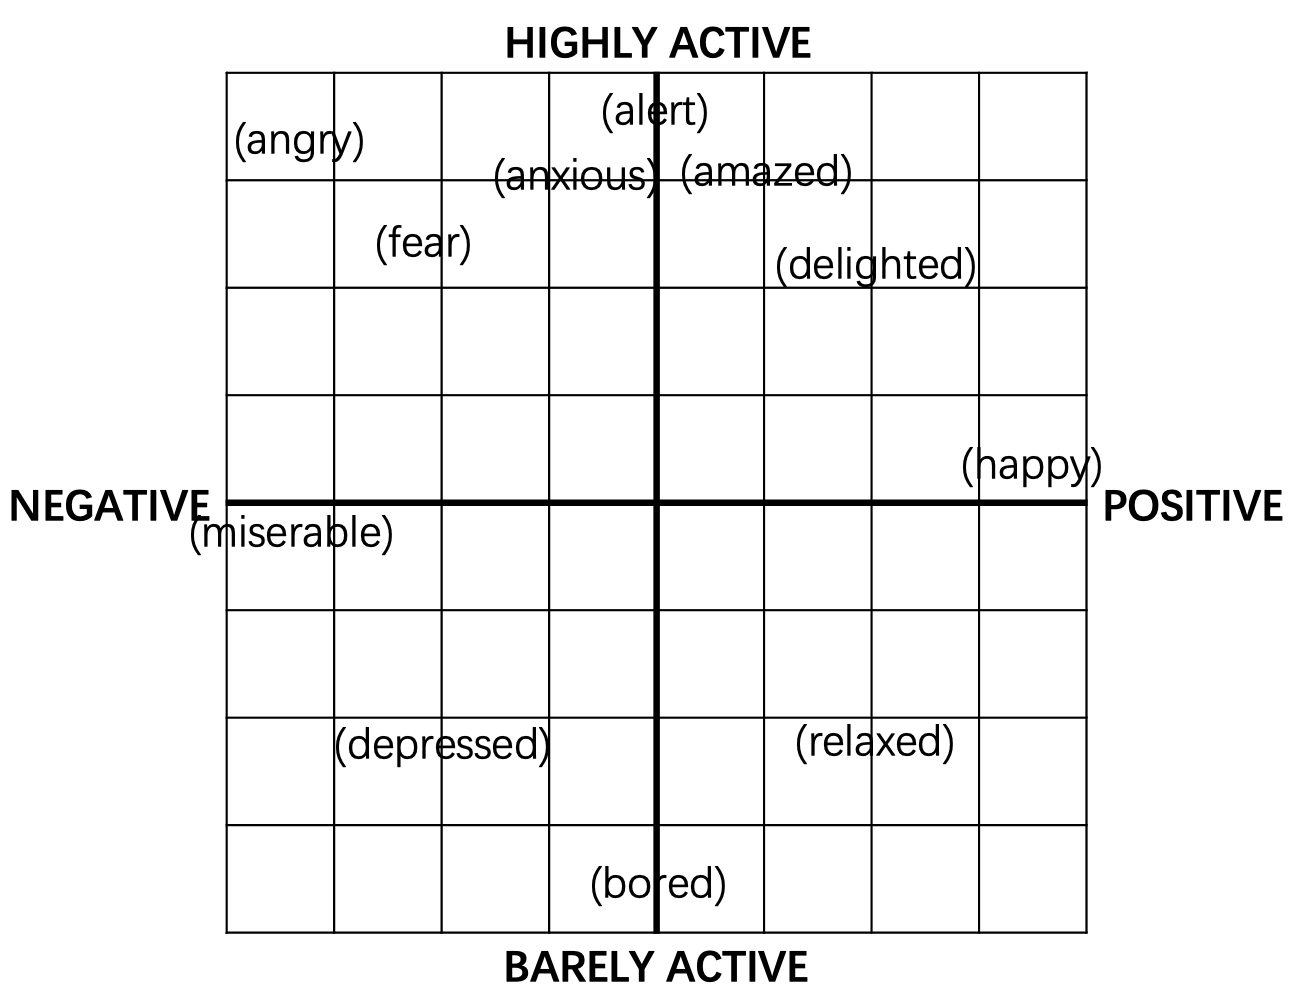 HIGHLY ACTIVE
(alert)
(angry)
(anxious)
(amazed)
(fear)
(delighted)
(happy)
NEGATIVE
POSITIVE
(miserable)
(depressed)
(relaxed)
(bored)
BARELY ACTIVE